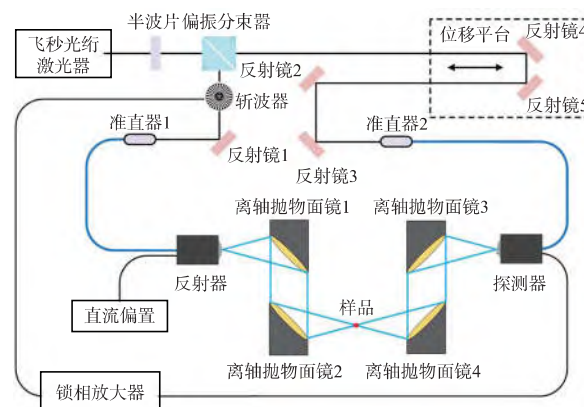 半波片偏振分束器
飞秒光纤
激光器
位移平台
反射镜4
反射镜2
反射镜5
斩波器
准直器1
准直器2
反射镜1
反射镜3
离轴抛物面镜1
离轴抛物面镜3
反射器
样品
探测器
直流偏置
离轴抛物面镜2
离轴抛物面镜4
锁相放大器